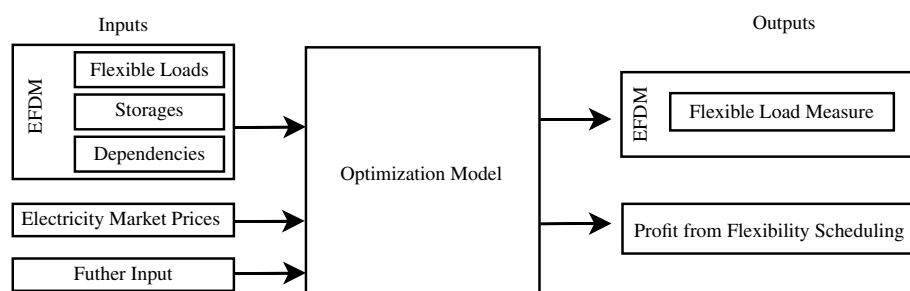 Inputs
EFDM
Flexible Loads
Storages
Dependencies
Electricity Market Prices
Futher Input
Optimization Model
Outputs
EFDM
Flexible Load Measure
Profit from Flexibility Scheduling